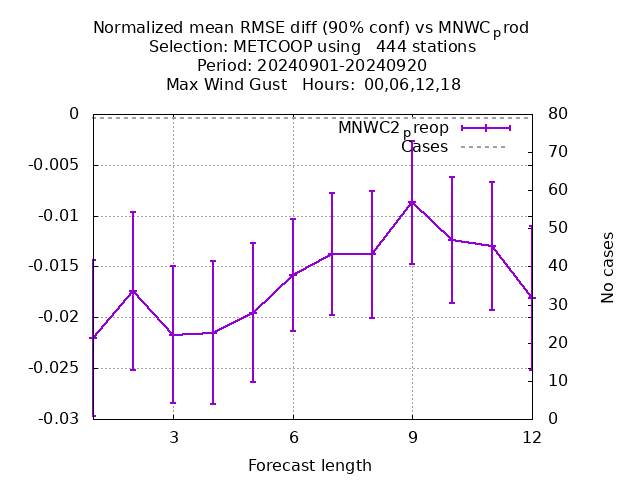 Normalized mean RMSE diff (90% conf) vs MNWCprod
Selection: METCOOP using   444 stations
Period: 20240901-20240920
Max Wind Gust   Hours:  00,06,12,18
MNWC2preop
Cases
0
-0.005
-0.01
-0.015
-0.02
-0.025
-0.03
80
70
60
50
40
30
20
10
0
No cases
3 6 9 12
Forecast length